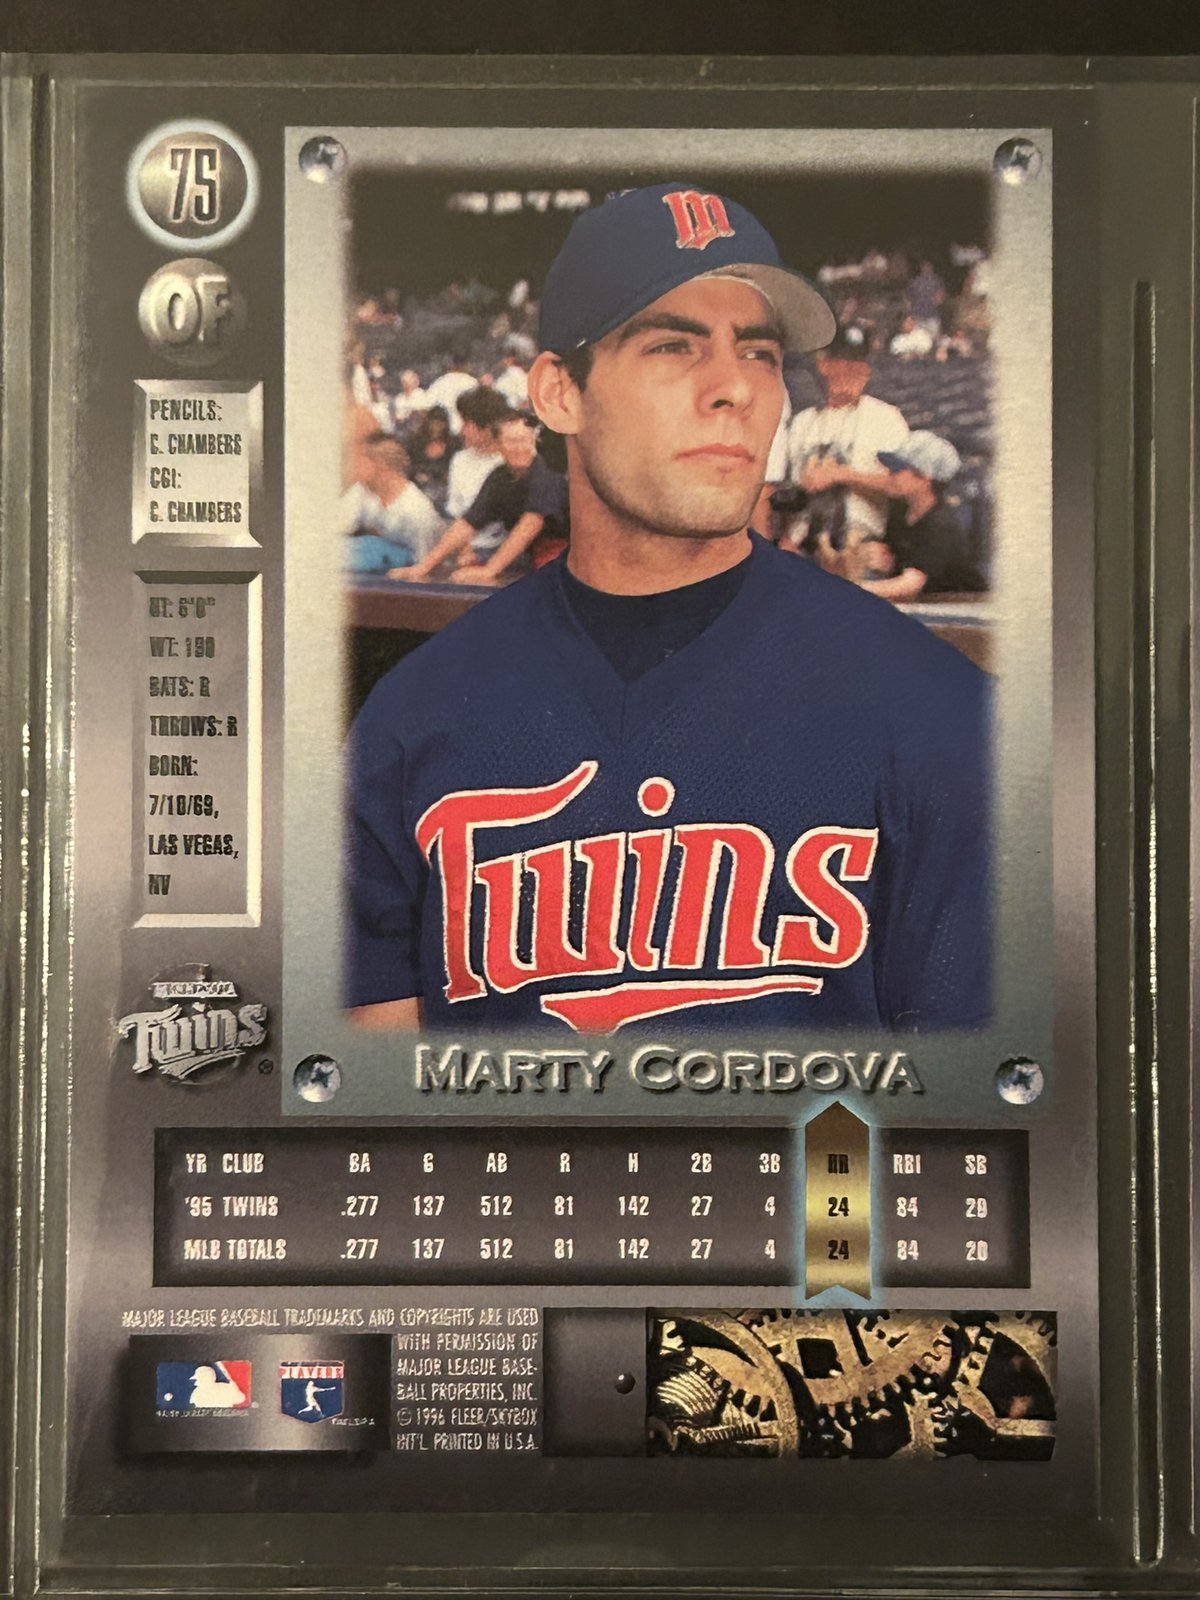 75
OF
PENCILS:
C. CHAMBERS
CGI:
C. CHAMBERS
HT: 6'0"
WT: 190
BATS: R
THROWS: R
BORN:
7/10/69,
LAS VEGAS,
NV
M
Twins
Twins
MARTY CORDOVA
YR CLUB BA G AB R H 2B 3B HR RBI SB
'95 TWINS .277 137 512 81 142 27 4 24 84 20
MLB TOTALS .277 137 512 81 142 27 4 24 84 20
MAJOR LEAGUE BASEBALL TRADEMARKS AND COPYRIGHTS ARE USED
WITH PERMISSION OF
MAJOR LEAGUE BASE-
BALL PROPERTIES, INC.
© 1996 FLEER/SKYBOX
INT'L. PRINTED IN U.S.A.
PLAYERS